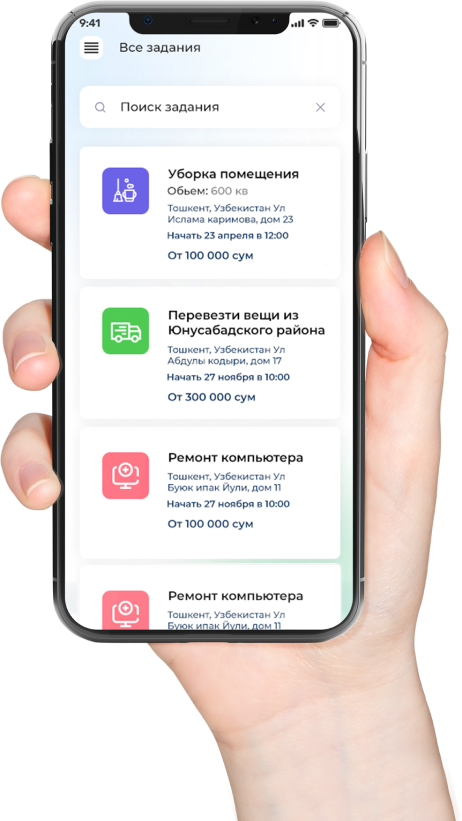 9:41
Все задания
Поиск задания
Уборка помещения
Обьем: 600 кв
Тошкент, Узбекистан Ул
Ислама каримова, дом 23
Начать 23 апреля в 12:00
От 100 000 сум
Перевезти вещи из
Юнусабадского района
Тошкент, Узбекистан Ул
Абдулы кодыри, дом 17
Начать 27 ноября в 10:00
От 300 000 сум
Ремонт компьютера
Тошкент, Узбекистан Ул
Буюк ипак Йули, дом 11
Начать 27 ноября в 10:00
От 100 000 сум
Ремонт компьютера
Тошкент, Узбекистан Ул
Буюк ипак Йули, дом 11